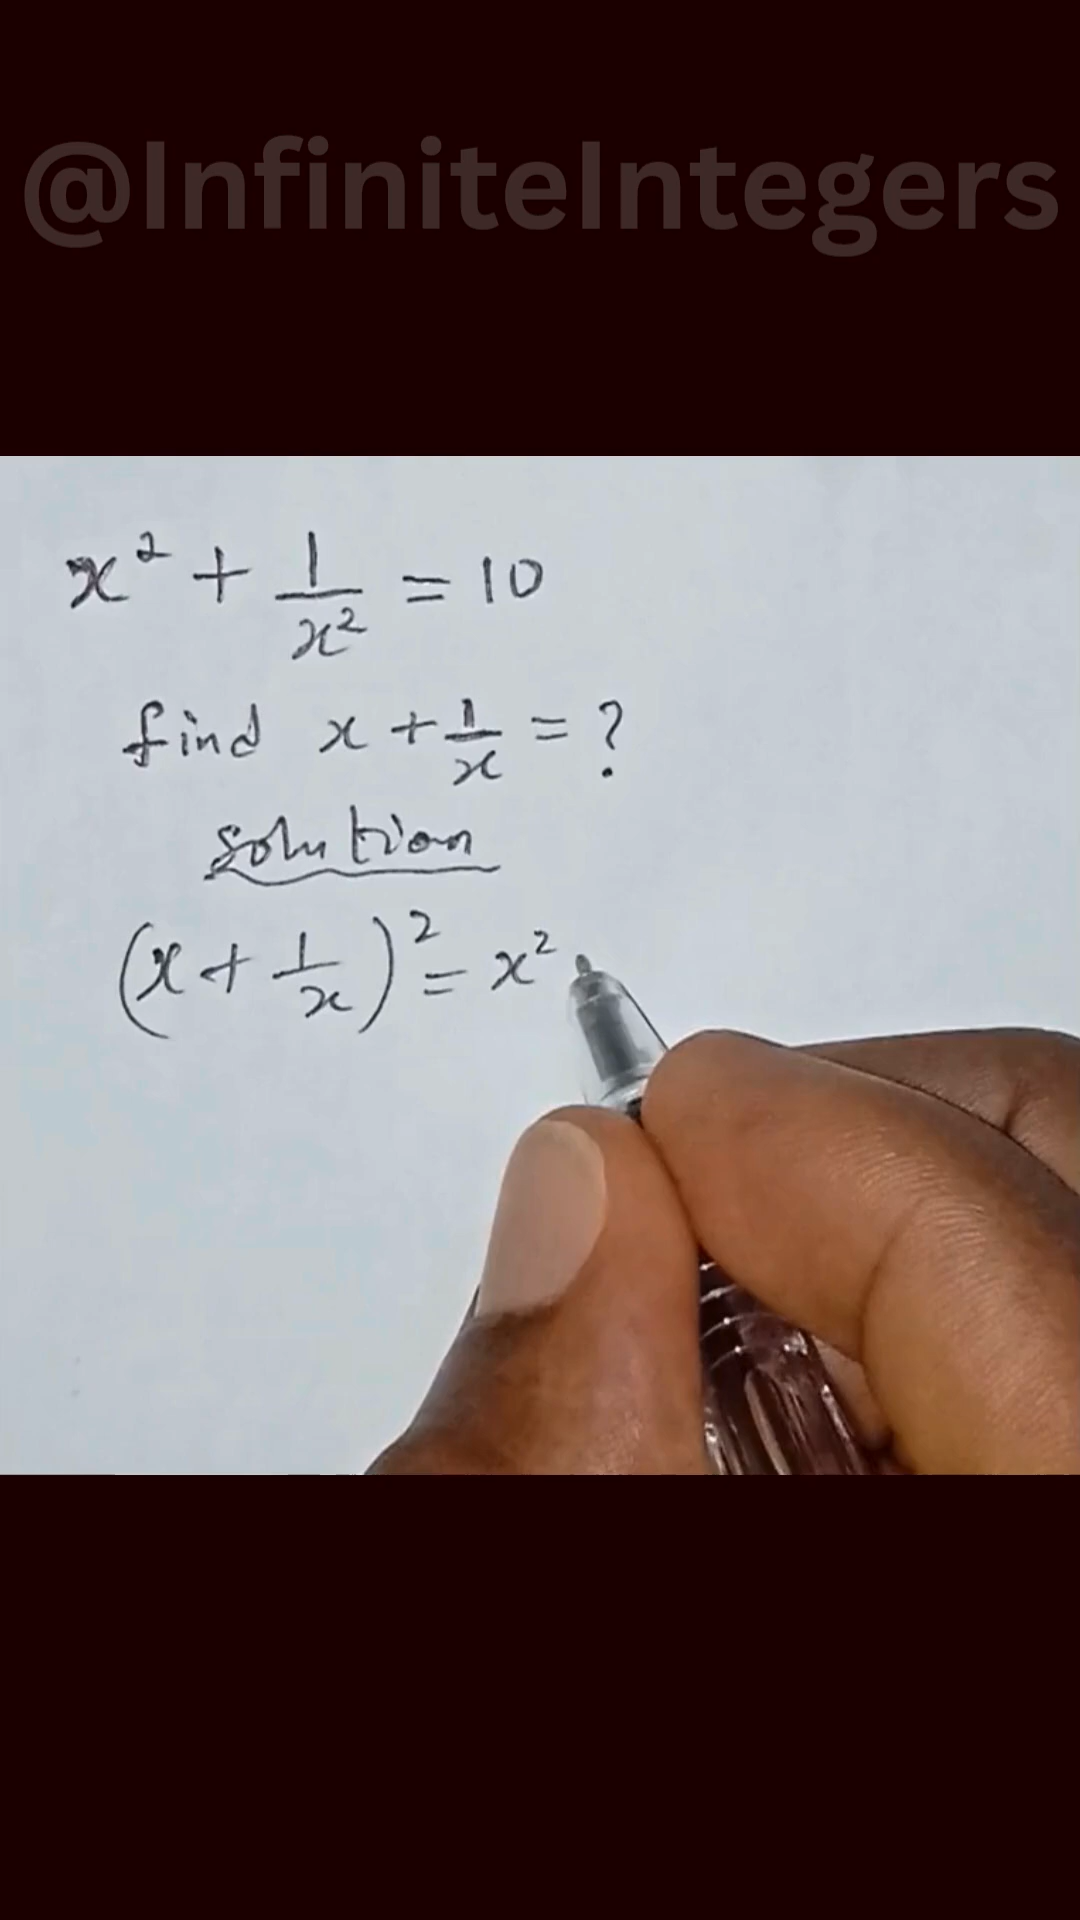 @InfiniteIntegers
x² + 1/x² = 10
find x + 1/x = ?
solution
(x + 1/x)² = x²